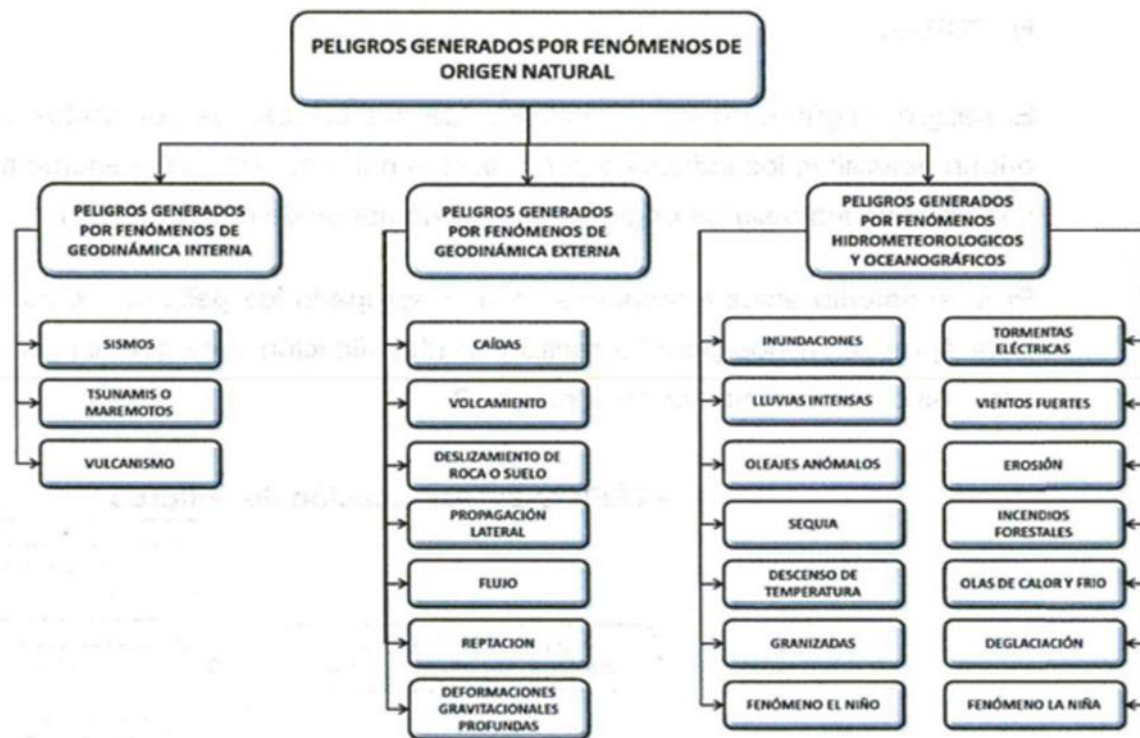 PELIGROS GENERADOS POR FENÓMENOS DE
ORIGEN NATURAL
PELIGROS GENERADOS
POR FENÓMENOS DE
GEODINÁMICA INTERNA
SISMOS
TSUNAMIS O
MAREMOTOS
VULCANISMO
PELIGROS GENERADOS
POR FENÓMENOS DE
GEODINÁMICA EXTERNA
CAÍDAS
VOLCAMIENTO
DESLIZAMIENTO DE
ROCA O SUELO
PROPAGACIÓN
LATERAL
FLUJO
REPTACION
DEFORMACIONES
GRAVITACIONALES
PROFUNDAS
PELIGROS GENERADOS
POR FENÓMENOS
HIDROMETEOROLOGICOS
Y OCEANOGRÁFICOS
INUNDACIONES
LLUVIAS INTENSAS
OLEAJES ANÓMALOS
SEQUIA
DESCENSO DE
TEMPERATURA
GRANIZADAS
FENÓMENO EL NIÑO
TORMENTAS
ELÉCTRICAS
VIENTOS FUERTES
EROSIÓN
INCENDIOS
FORESTALES
OLAS DE CALOR Y FRIO
DEGLACIACIÓN
FENÓMENO LA NIÑA